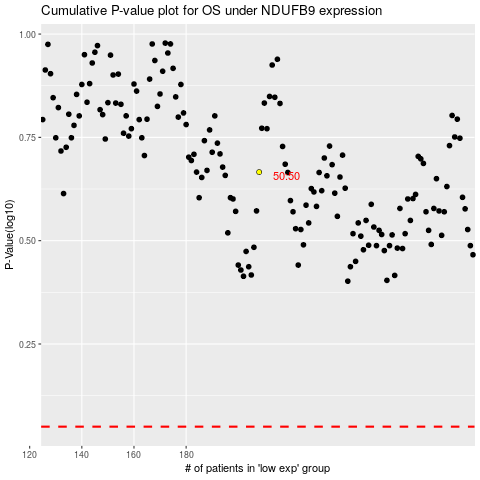 Cumulative P-value plot for OS under NDUFB9 expression
1.00
0.75
0.50
0.25
P-Value(log10)
50.50
120 140 160 180
# of patients in 'low exp' group